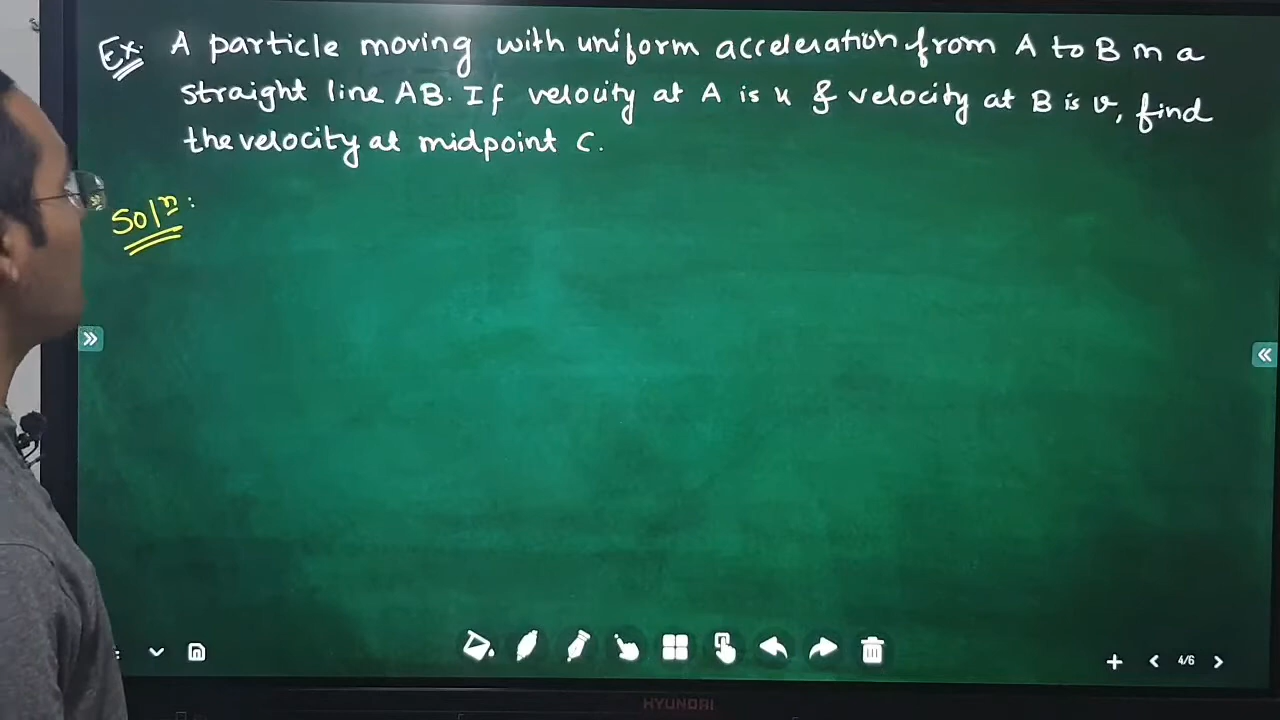 Ex. A particle moving with uniform acceleration from A to B in a
straight line AB. If velocity at A is u & velocity at B is v, find
the velocity at midpoint C.
Solⁿ:
4/6
HYUNDAI